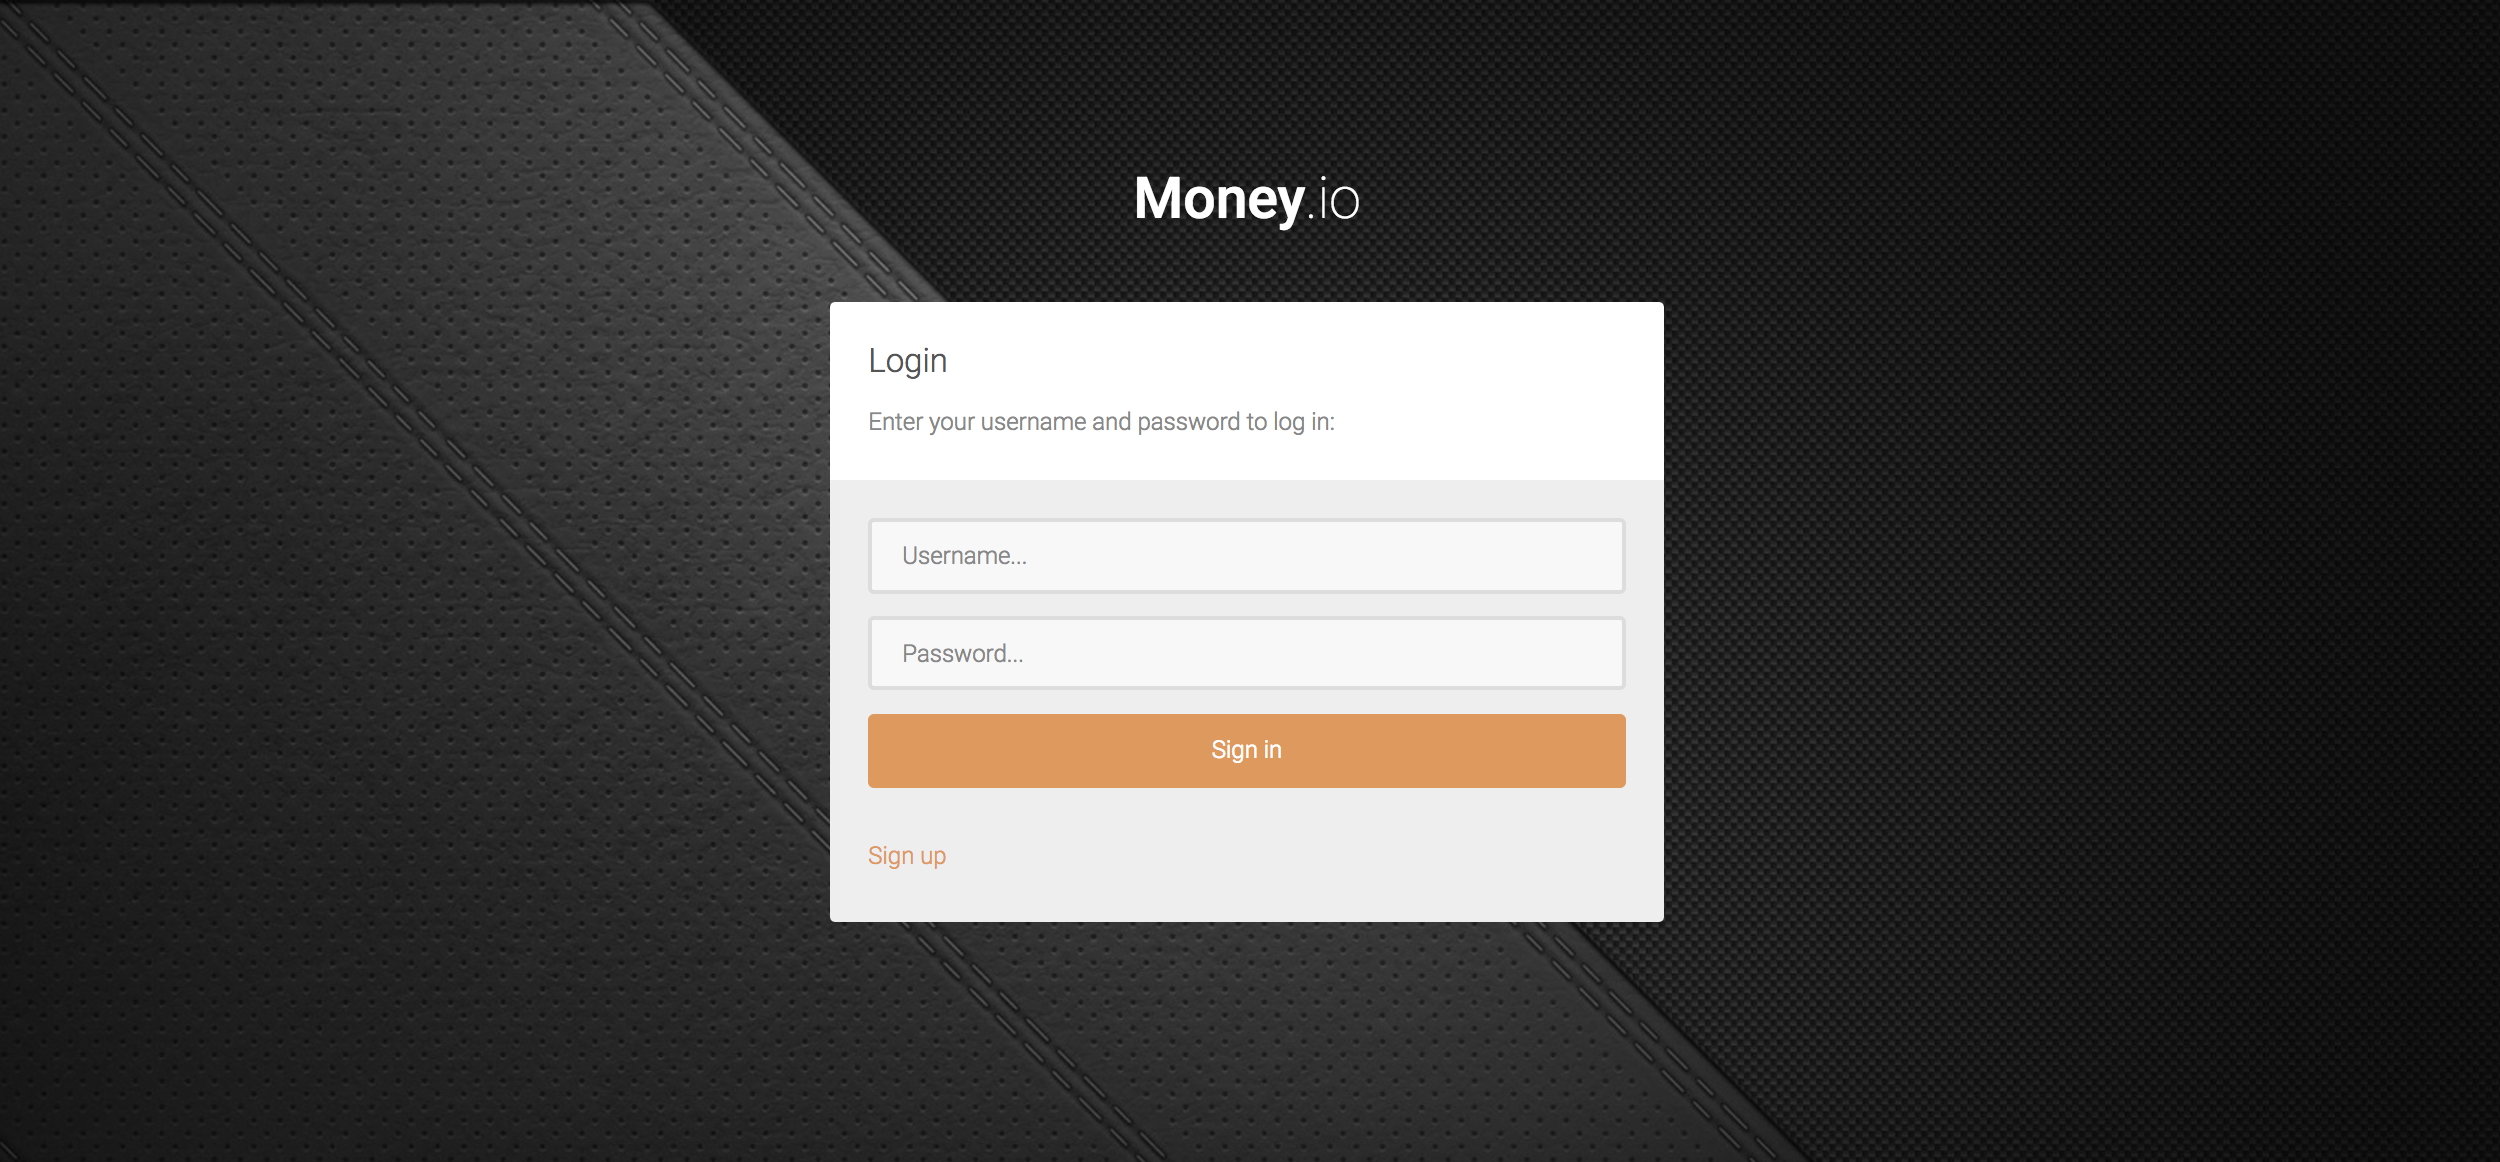 Money.io
Login
Enter your username and password to log in:
Username...
Password...
Sign in
Sign up